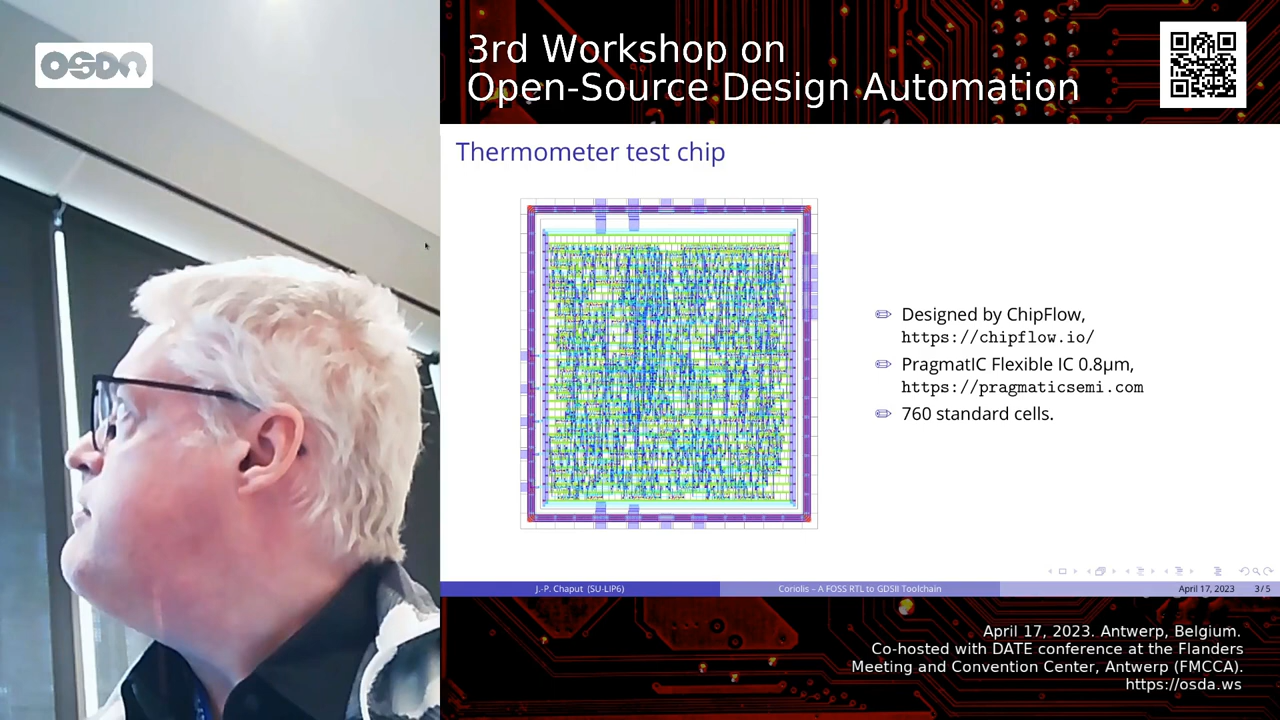 OSDA
3rd Workshop on
Open-Source Design Automation
Thermometer test chip
Designed by ChipFlow,
https://chipflow.io/
PragmatIC Flexible IC 0.8µm,
https://pragmaticsemi.com
760 standard cells.
J.-P. Chaput (SU-LIP6)
Coriolis – A FOSS RTL to GDSII Toolchain
April 17, 2023
3/5
April 17, 2023. Antwerp, Belgium.
Co-hosted with DATE conference at the Flanders
Meeting and Convention Center, Antwerp (FMCCA).
https://osda.ws